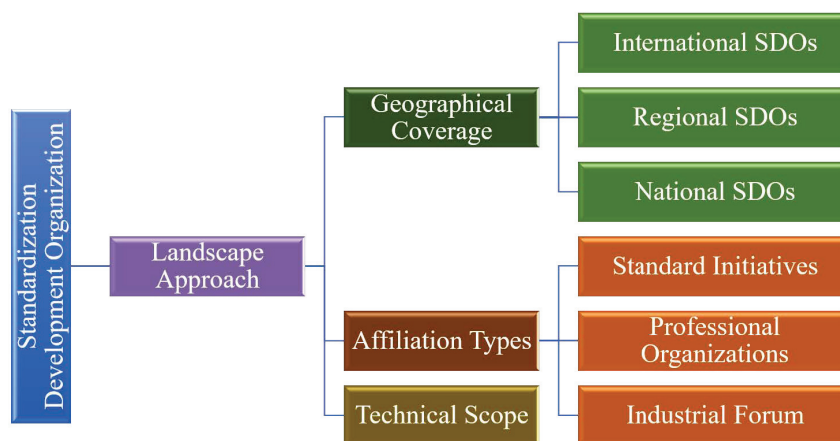 Standardization
Development Organization
Landscape
Approach
Geographical
Coverage
International SDOs
Regional SDOs
National SDOs
Affiliation Types
Standard Initiatives
Professional
Organizations
Industrial Forum
Technical Scope